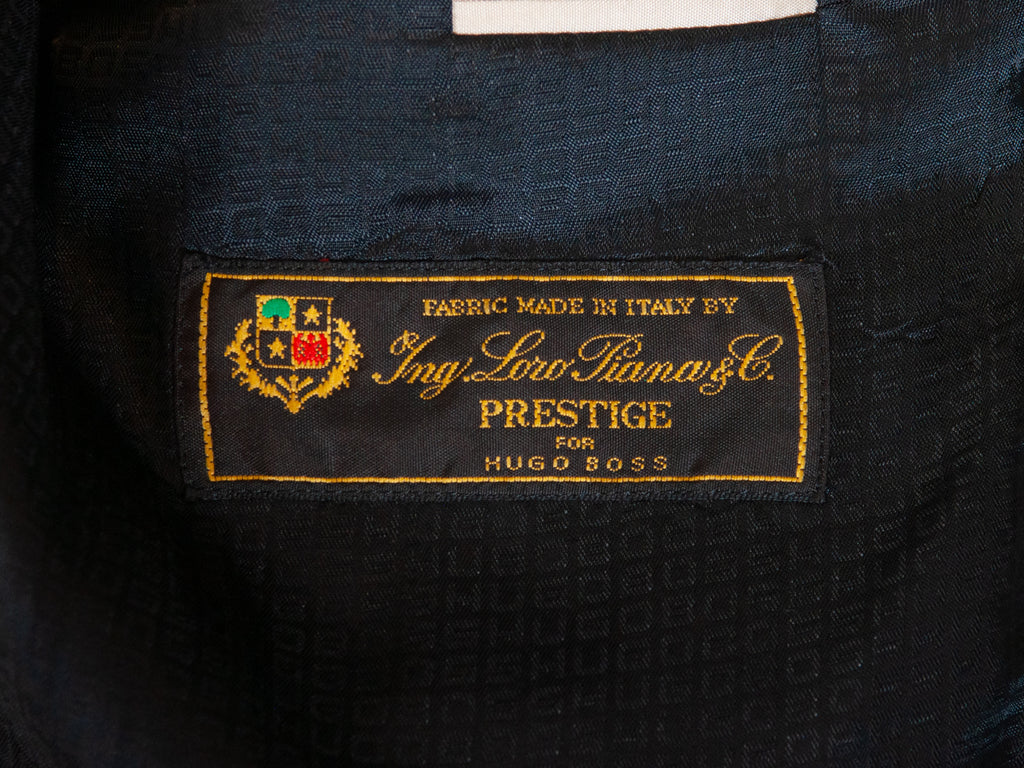 FABRIC MADE IN ITALY BY
Ing. Loro Piana & C.
PRESTIGE
FOR
HUGO BOSS